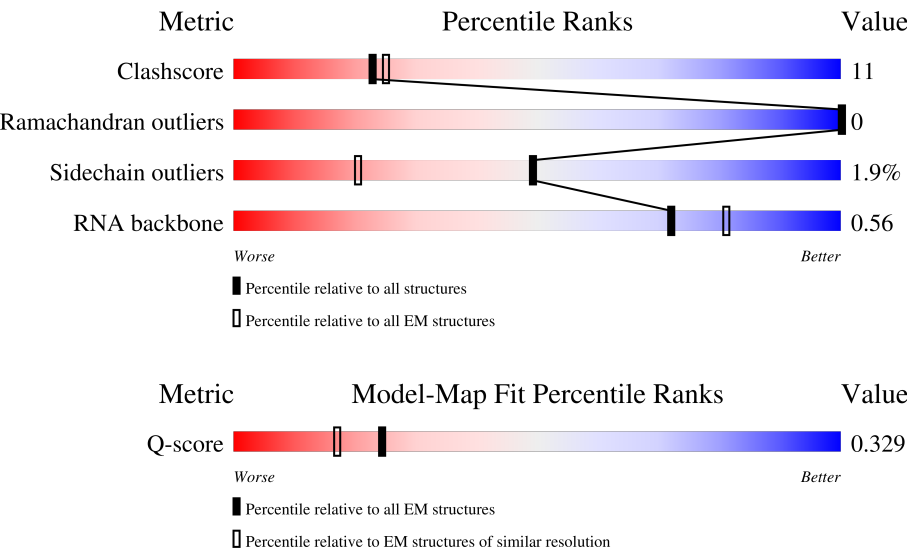 Metric Percentile Ranks Value
Clashscore 11
Ramachandran outliers 0
Sidechain outliers 1.9%
RNA backbone 0.56
Worse Better
Percentile relative to all structures
Percentile relative to all EM structures
Metric Model-Map Fit Percentile Ranks Value
Q-score 0.329
Worse Better
Percentile relative to all EM structures
Percentile relative to EM structures of similar resolution